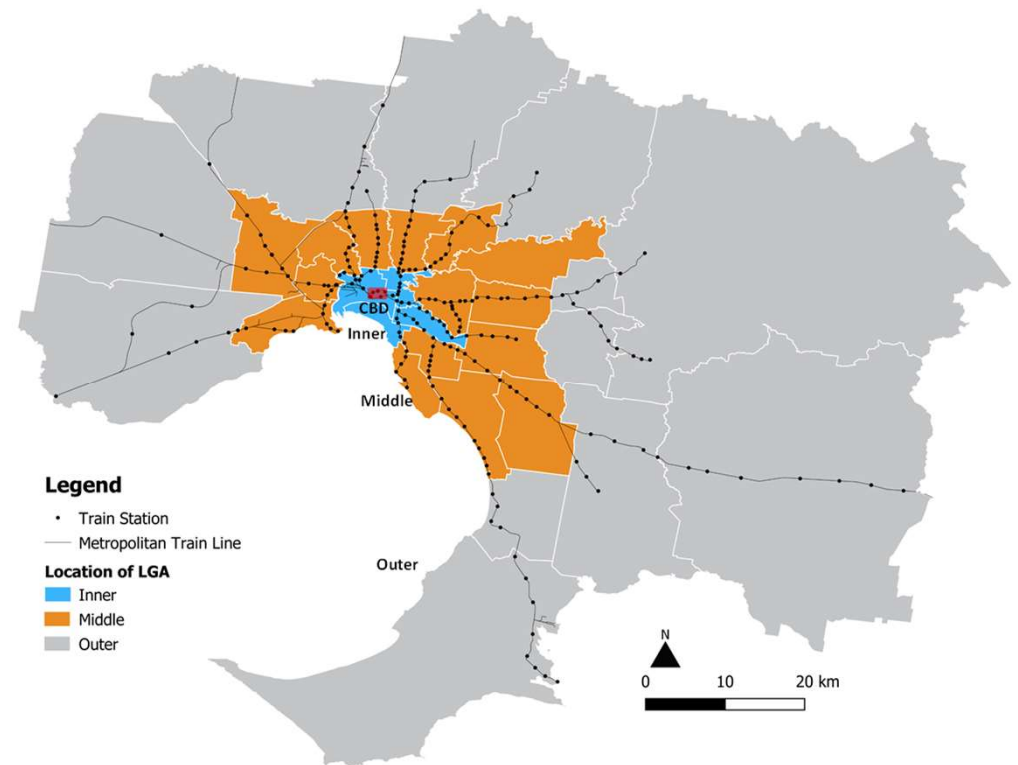 CBD
Inner
Middle
Outer
Legend
Train Station
Metropolitan Train Line
Location of LGA
Inner
Middle
Outer
N
0 10 20 km